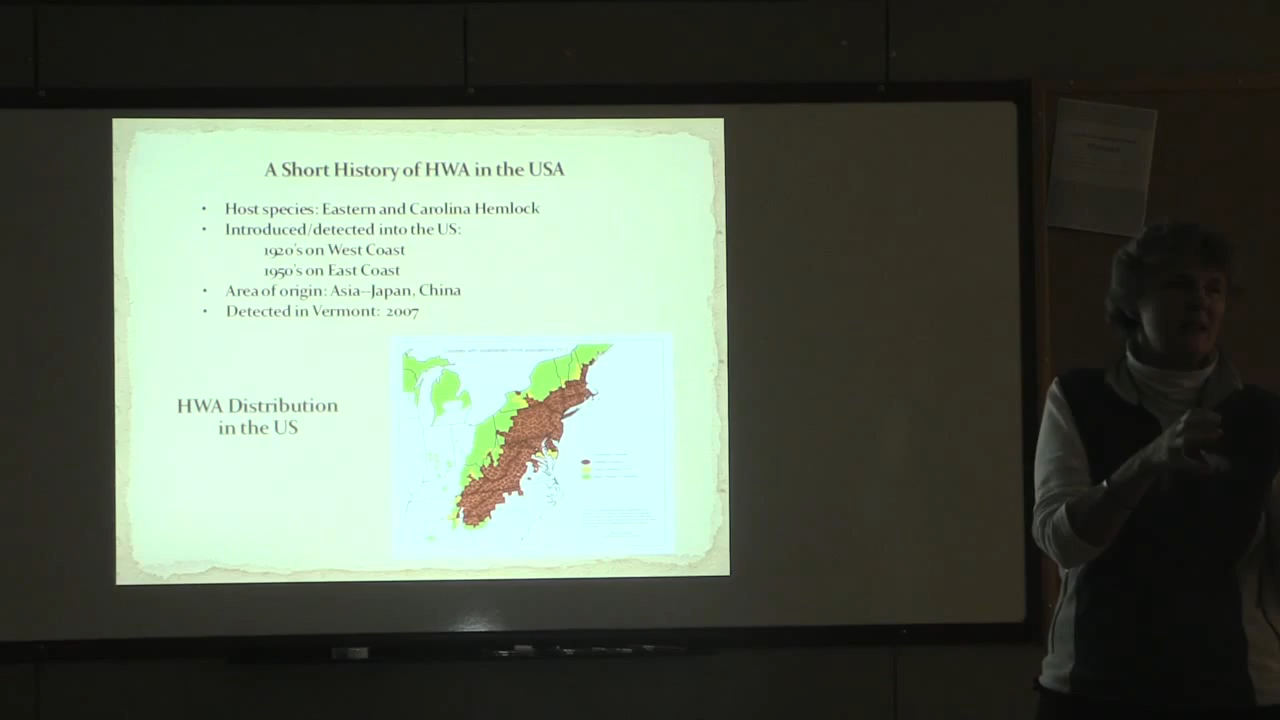 A Short History of HWA in the USA
• Host species: Eastern and Carolina Hemlock
• Introduced/detected into the US:
1920's on West Coast
1950's on East Coast
• Area of origin: Asia--Japan, China
• Detected in Vermont: 2007
HWA Distribution
in the US